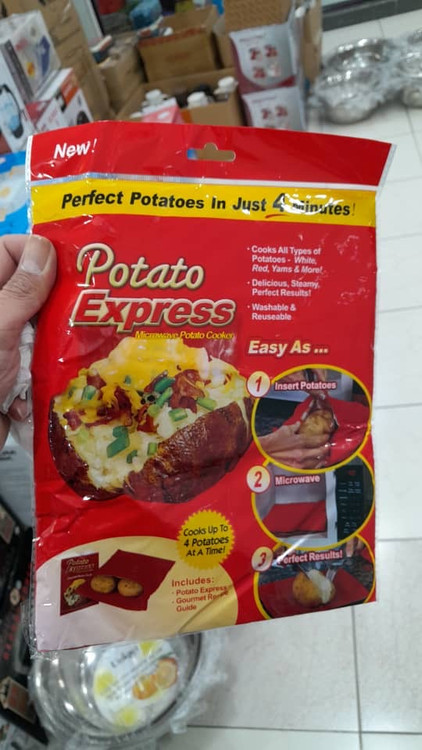 New!
Perfect Potatoes In Just 4 Minutes!
Potato
Express
Microwave Potato Cooker
· Cooks All Types of
Potatoes - White,
Red, Yams & More!
· Delicious, Steamy,
Perfect Results!
· Washable &
Reuseable
Easy As ...
1 Insert Potatoes
2 Microwave
3 Perfect Results!
Cooks Up To
4 Potatoes
At A Time!
Potato
Express
Includes:
· Potato Express
· Gourmet
Guide